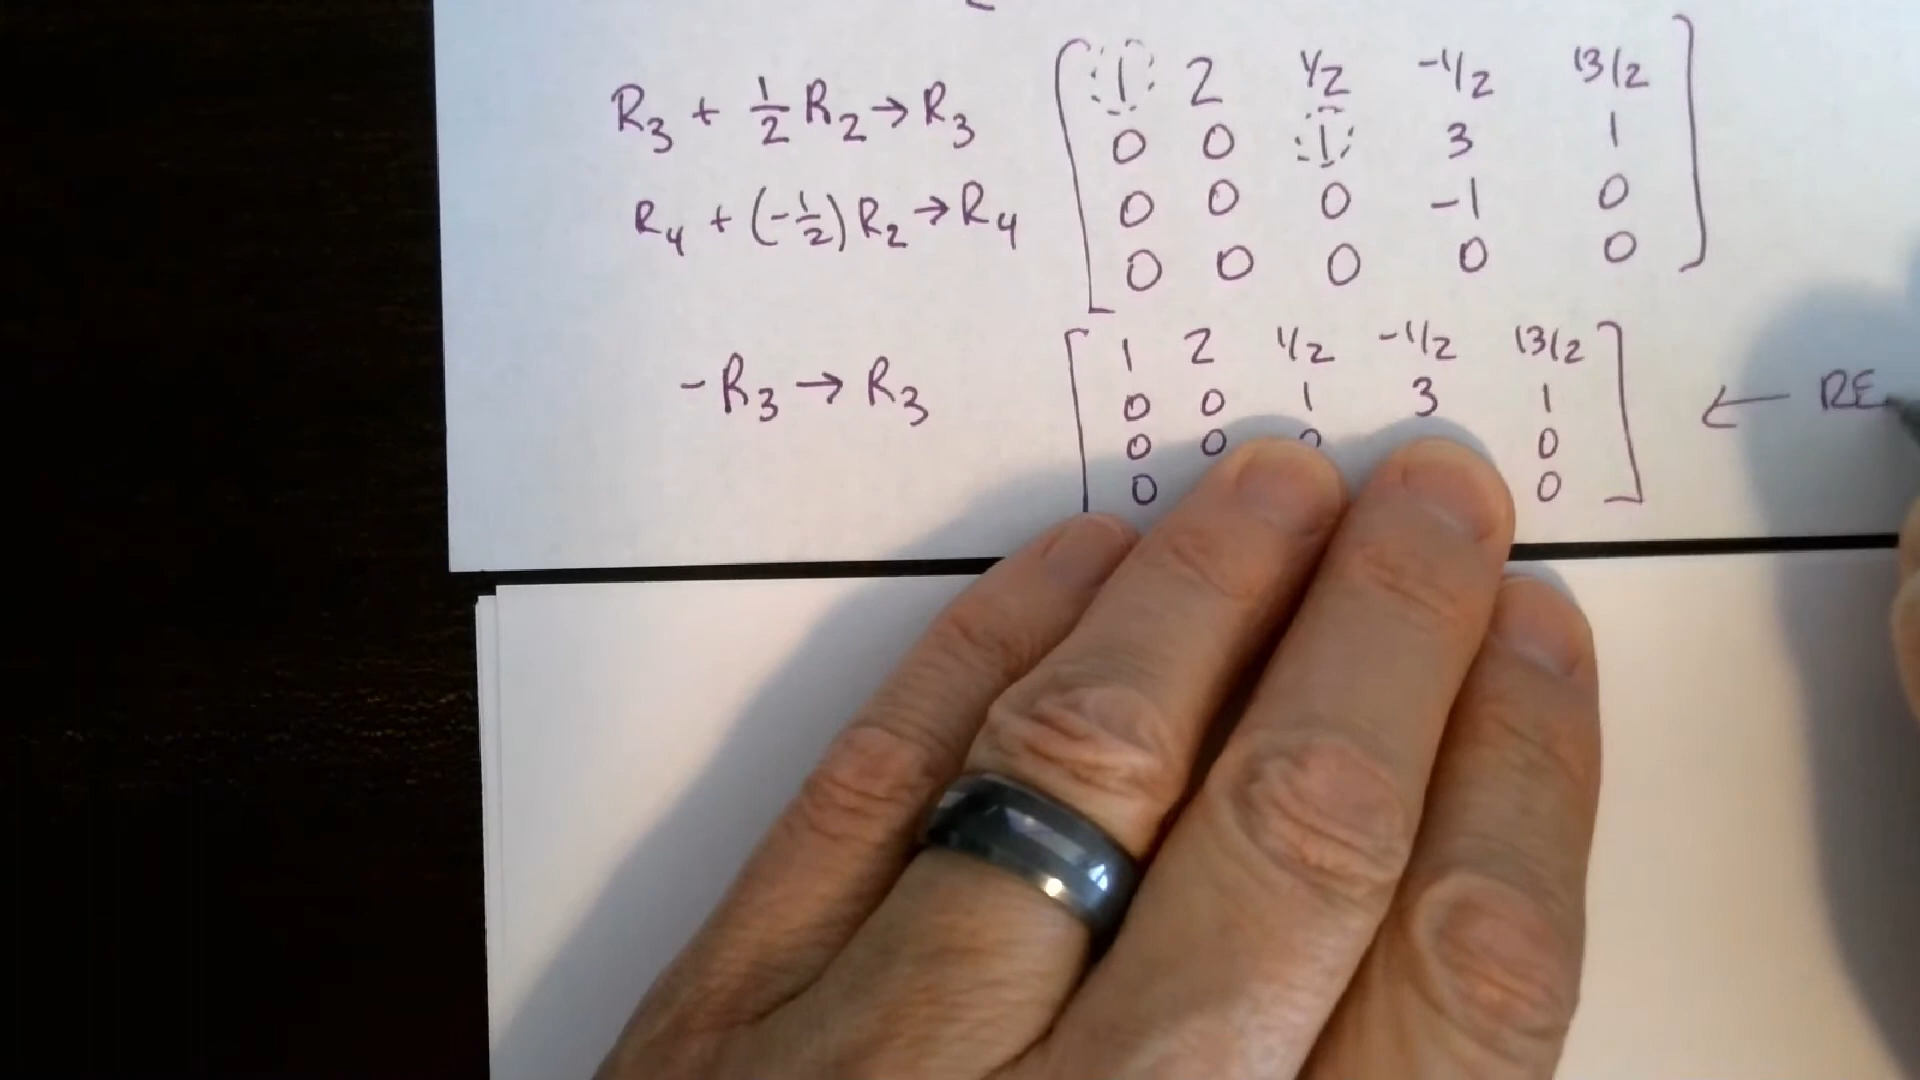 R₃ + 1/2 R₂ → R₃
R₄ + (-1/2) R₂ → R₄
1 2 1/2 -1/2 13/2
0 0 1 3 1
0 0 0 -1 0
0 0 0 0 0
-R₃ → R₃
1 2 1/2 -1/2 13/2
0 0 1 3 1
0 0 0
0 0
← RE